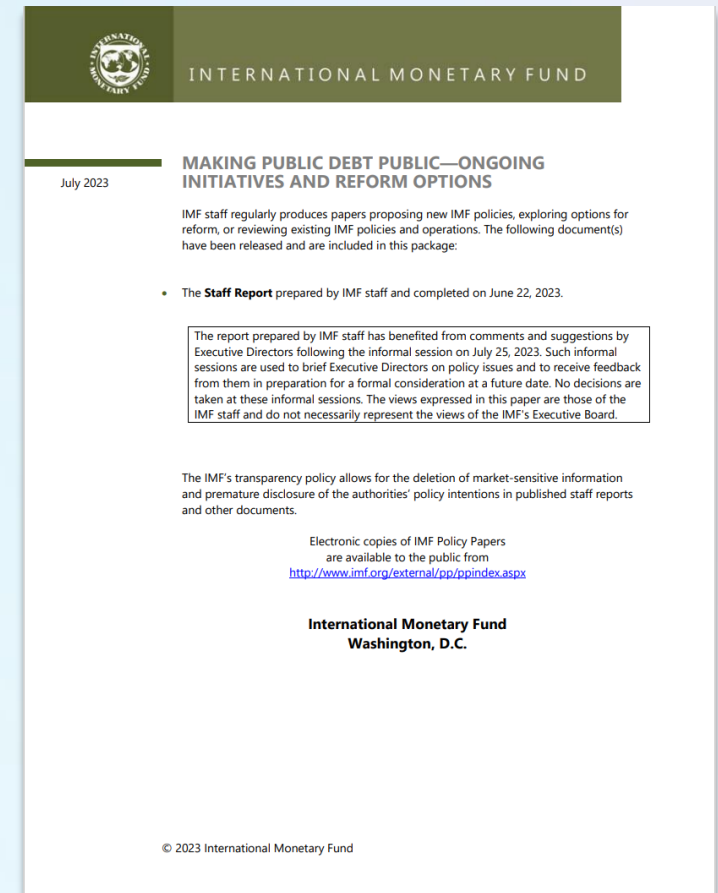 INTERNATIONAL MONETARY FUND
INTERNATIONAL MONETARY FUND
July 2023
MAKING PUBLIC DEBT PUBLIC—ONGOING
INITIATIVES AND REFORM OPTIONS
IMF staff regularly produces papers proposing new IMF policies, exploring options for
reform, or reviewing existing IMF policies and operations. The following document(s)
have been released and are included in this package:
• The Staff Report prepared by IMF staff and completed on June 22, 2023.
The report prepared by IMF staff has benefited from comments and suggestions by
Executive Directors following the informal session on July 25, 2023. Such informal
sessions are used to brief Executive Directors on policy issues and to receive feedback
from them in preparation for a formal consideration at a future date. No decisions are
taken at these informal sessions. The views expressed in this paper are those of the
IMF staff and do not necessarily represent the views of the IMF's Executive Board.
The IMF's transparency policy allows for the deletion of market-sensitive information
and premature disclosure of the authorities' policy intentions in published staff reports
and other documents.
Electronic copies of IMF Policy Papers
are available to the public from
http://www.imf.org/external/pp/ppindex.aspx
International Monetary Fund
Washington, D.C.
© 2023 International Monetary Fund